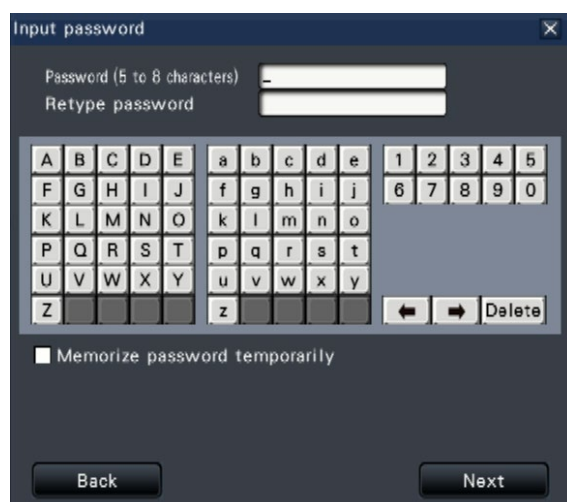 Input password
Password (5 to 8 characters)
Retype password
A B C D E a b c d e 1 2 3 4 5
F G H I J f g h i j 6 7 8 9 0
K L M N O k l m n o
P Q R S T p q r s t
U V W X Y u v w x y
Z z Delete
Memorize password temporarily
Back Next